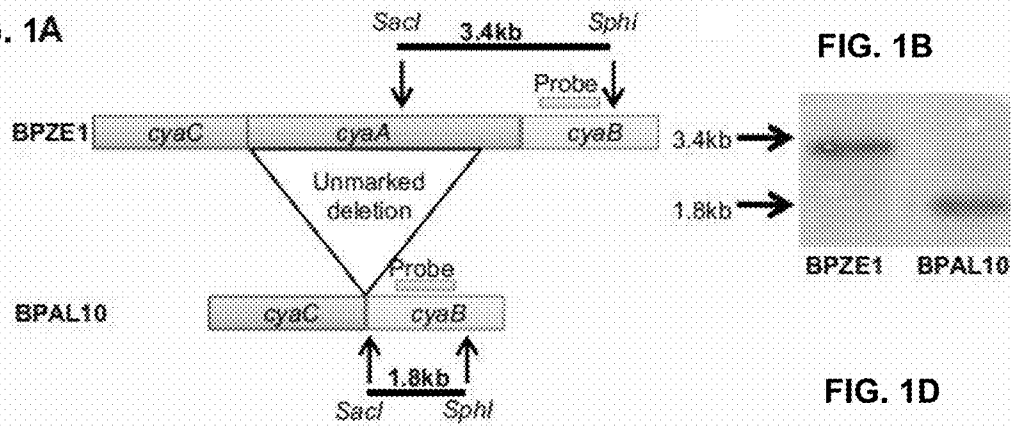 . 1A
SacI 3.4kb SphI
FIG. 1B
Probe
BPZE1 cyaC cyaA cyaB
3.4kb
Unmarked
deletion
1.8kb
Probe
BPZE1 BPAL10
BPAL10 cyaC cyaB
1.8kb
SacI SphI
FIG. 1D